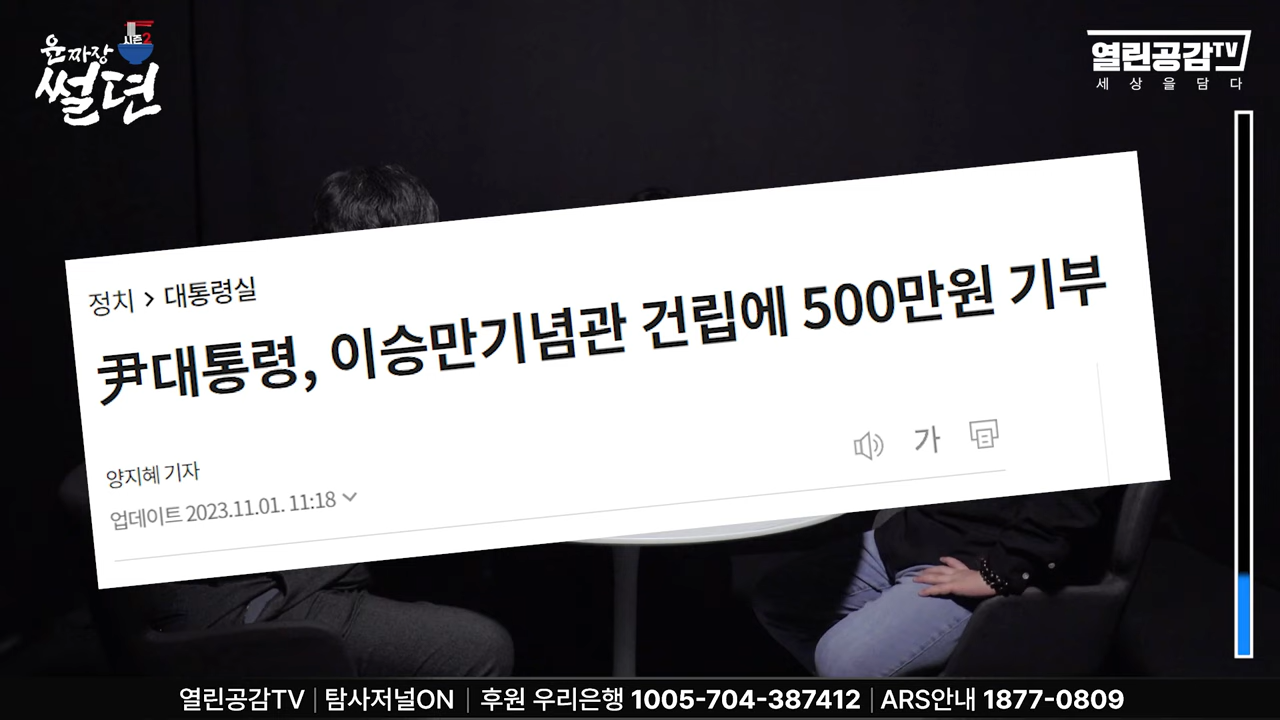 시즌2
윤짜장
썰뎐
열린공감TV
세상을담다
정치 > 대통령실
尹대통령, 이승만기념관 건립에 500만원 기부
가
양지혜 기자
업데이트 2023.11.01. 11:18
열린공감TV | 탐사저널ON | 후원 우리은행 1005-704-387412 | ARS안내 1877-0809